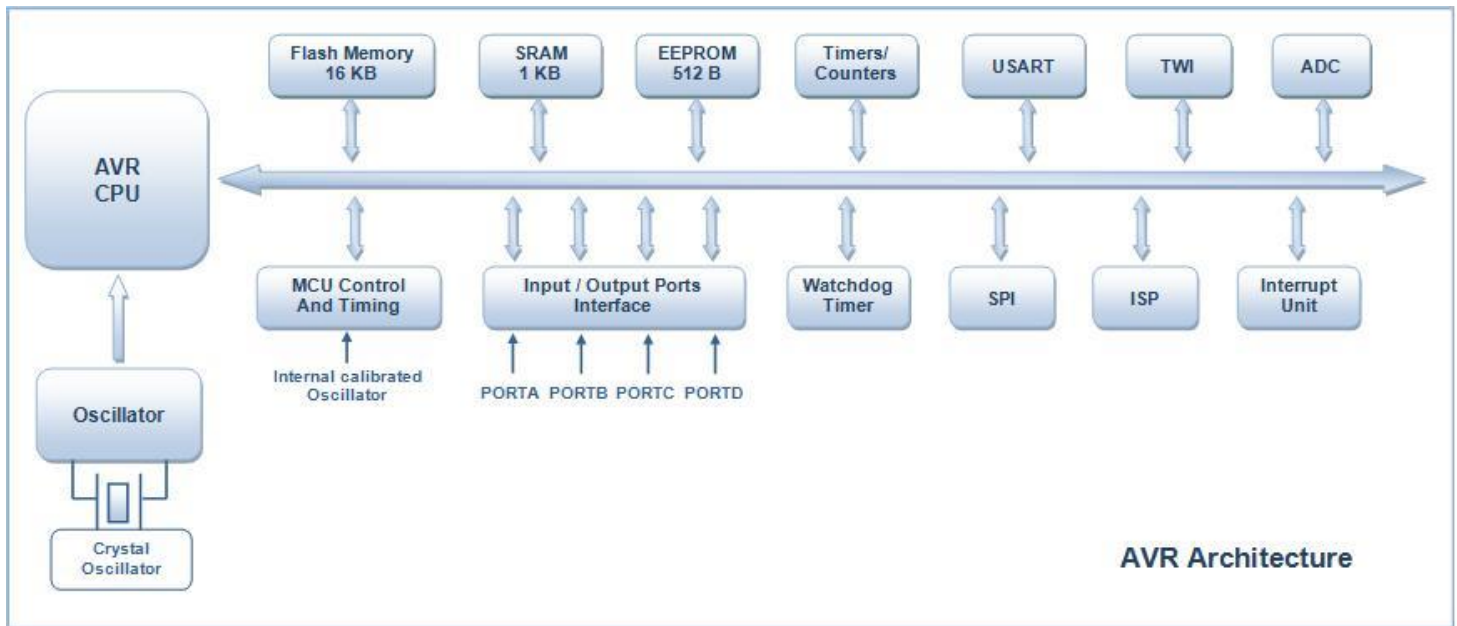 Flash Memory
16 KB
SRAM
1 KB
EEPROM
512 B
Timers/
Counters
USART
TWI
ADC
AVR
CPU
MCU Control
And Timing
Input / Output Ports
Interface
Watchdog
Timer
SPI
ISP
Interrupt
Unit
Internal calibrated
Oscillator
PORTA PORTB PORTC PORTD
Oscillator
Crystal
Oscillator
AVR Architecture